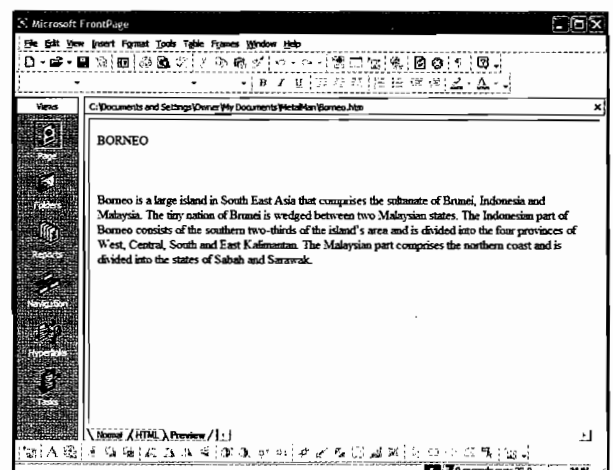 Microsoft FrontPage
File Edit View Insert Format Tools Table Frames Window Help
B I U
Views
C:\Documents and Settings\Owner\My Documents\MetalMan\Borneo.htm
Page
BORNEO
Folders
Borneo is a large island in South East Asia that comprises the sultanate of Brunei, Indonesia and
Malaysia. The tiny nation of Brunei is wedged between two Malaysian states. The Indonesian part of
Borneo consists of the southern two-thirds of the island's area and is divided into the four provinces of
West, Central, South and East Kalimantan. The Malaysian part comprises the northern coast and is
divided into the states of Sabah and Sarawak.
Reports
Navigation
Hyperlinks
Tasks
Normal HTML Preview